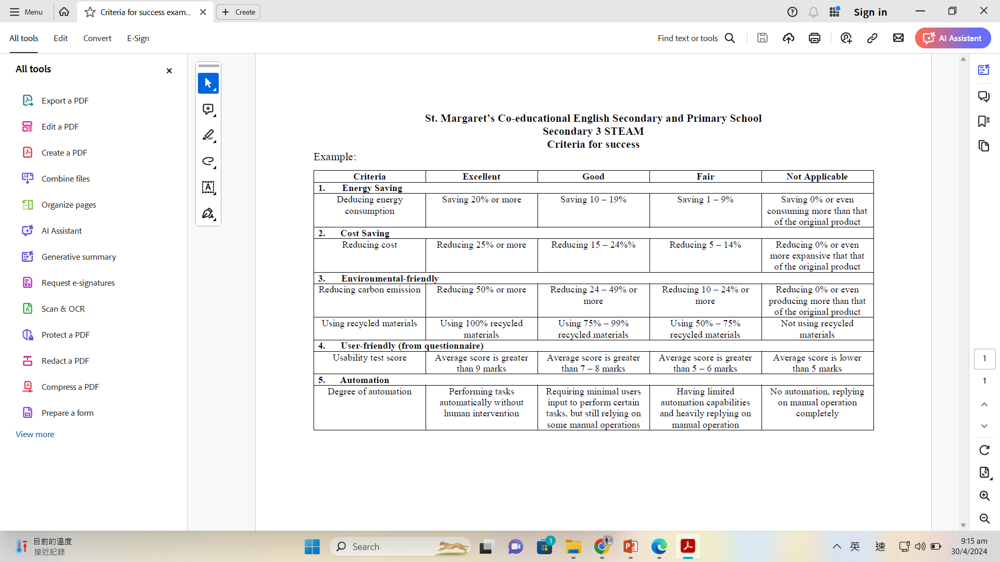 Menu
Criteria for success exam...
Create
Sign in
All tools
Edit
Convert
E-Sign
Find text or tools
AI Assistant
All tools
Export a PDF
Edit a PDF
Create a PDF
Combine files
Organize pages
AI Assistant
Generative summary
Request e-signatures
Scan & OCR
Protect a PDF
Redact a PDF
Compress a PDF
Prepare a form
View more
St. Margaret's Co-educational English Secondary and Primary School
Secondary 3 STEAM
Criteria for success
Example:
Criteria Excellent Good Fair Not Applicable
1. Energy Saving
Deducing energy Saving 20% or more Saving 10 – 19% Saving 1 – 9% Saving 0% or even
consumption consuming more than that
of the original product
2. Cost Saving
Reducing cost Reducing 25% or more Reducing 15 – 24%% Reducing 5 – 14% Reducing 0% or even
more expansive that that
of the original product
3. Environmental-friendly
Reducing carbon emission Reducing 50% or more Reducing 24 – 49% or Reducing 10 – 24% or Reducing 0% or even
more more producing more than that
of the original product
Using recycled materials Using 100% recycled Using 75% – 99% Using 50% – 75% Not using recycled
materials recycled materials recycled materials materials
4. User-friendly (from questionnaire)
Usability test score Average score is greater Average score is greater Average score is greater Average score is lower
than 9 marks than 7 – 8 marks than 5 – 6 marks than 5 marks
5. Automation
Degree of automation Performing tasks Requiring minimal users Having limited No automation, replying
automatically without input to perform certain automation capabilities on manual operation
human intervention tasks, but still relying on and heavily replying on completely
some manual operations manual operation
1
1
目前的溫度
接近記錄
Search
1
英
速
9:15 am
30/4/2024